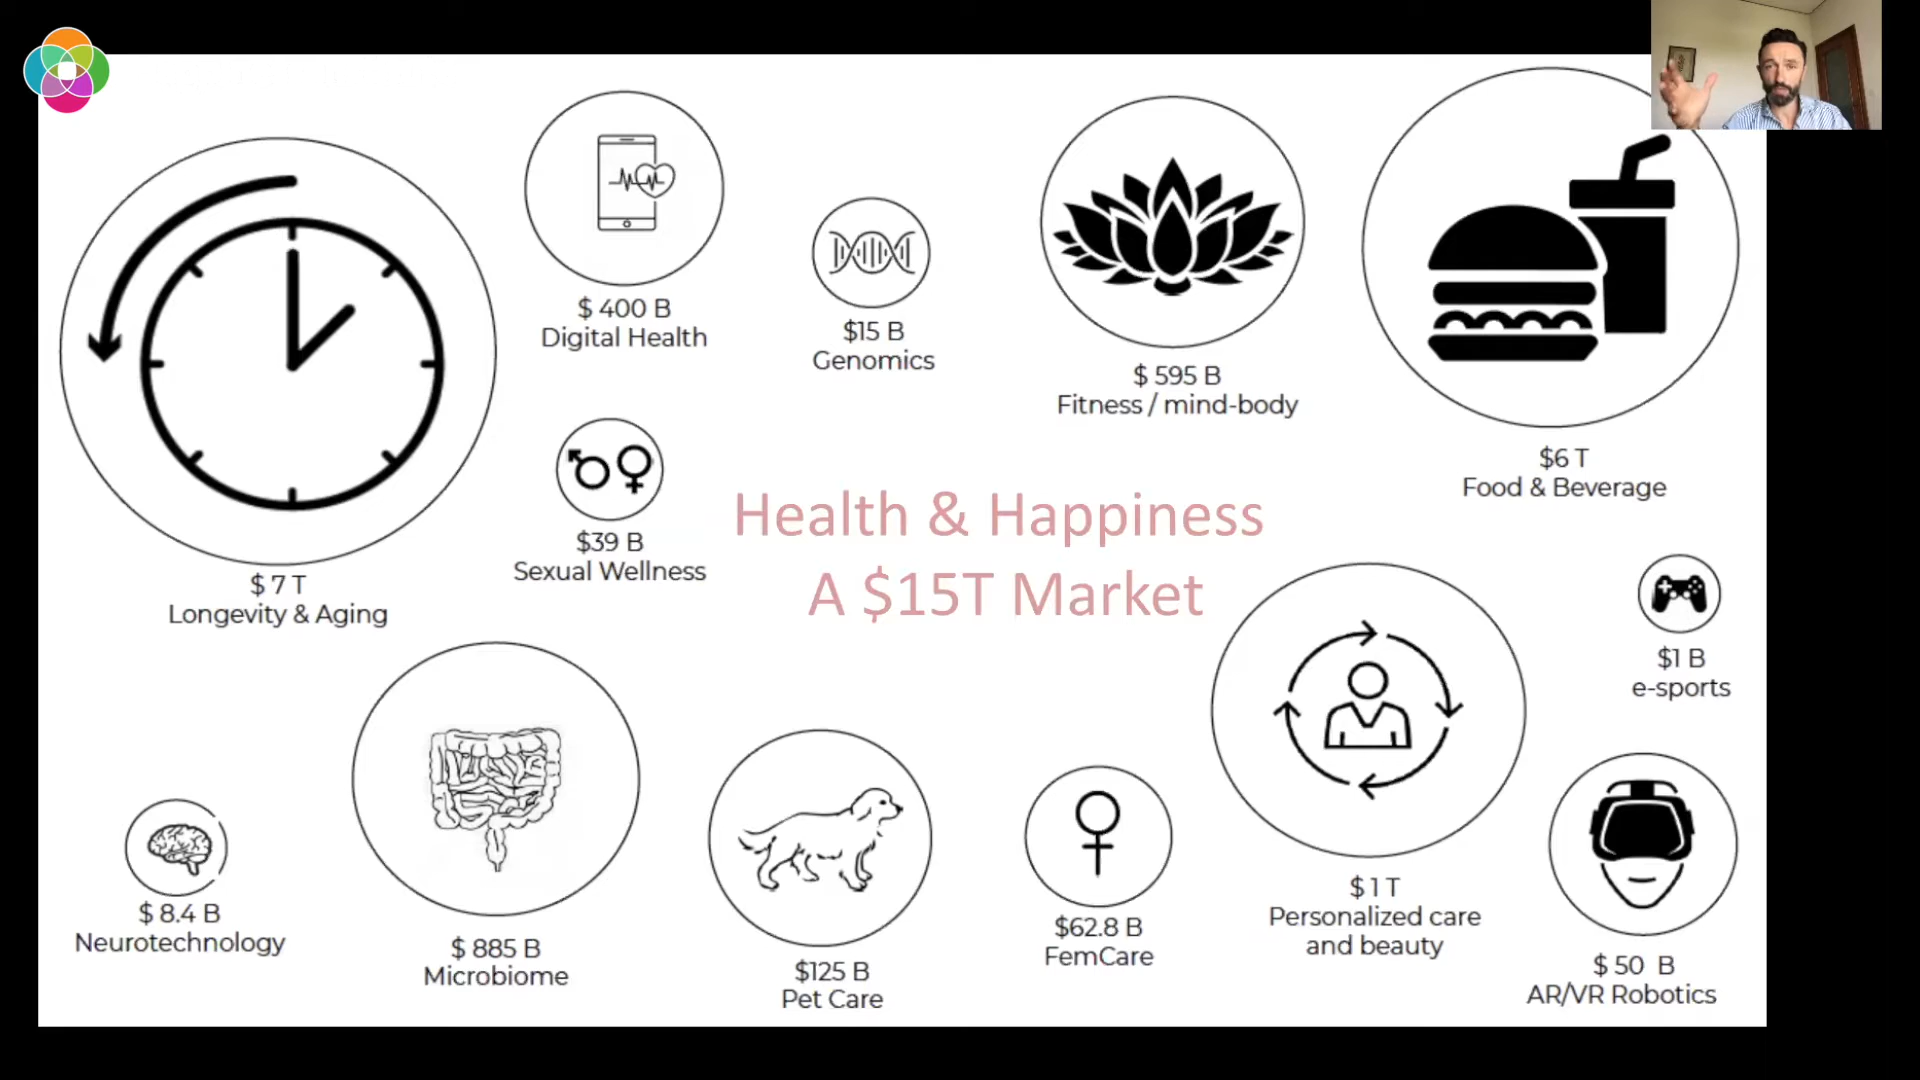 $ 400 B
Digital Health
$15 B
Genomics
$ 595 B
Fitness / mind-body
$6 T
Food & Beverage
$ 7 T
Longevity & Aging
$39 B
Sexual Wellness
Health & Happiness
A $15T Market
$1 B
e-sports
$ 8.4 B
Neurotechnology
$ 885 B
Microbiome
$125 B
Pet Care
$62.8 B
FemCare
$ 1 T
Personalized care
and beauty
$ 50 B
AR/VR Robotics